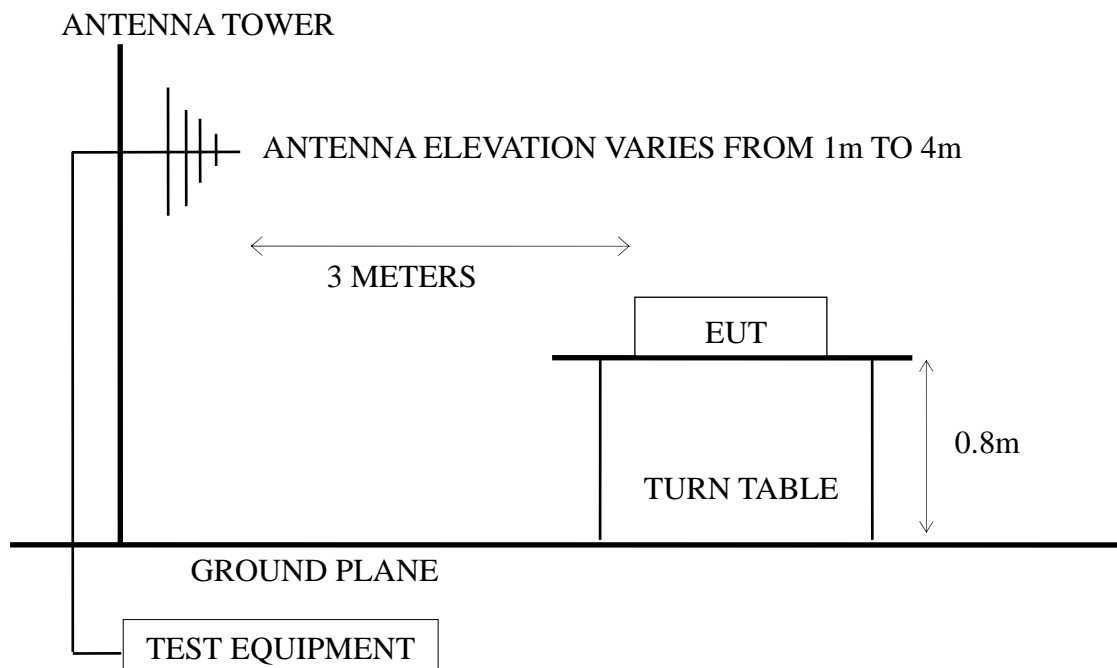 ANTENNA TOWER
ANTENNA ELEVATION VARIES FROM 1m TO 4m
3 METERS
EUT
0.8m
TURN TABLE
GROUND PLANE
TEST EQUIPMENT